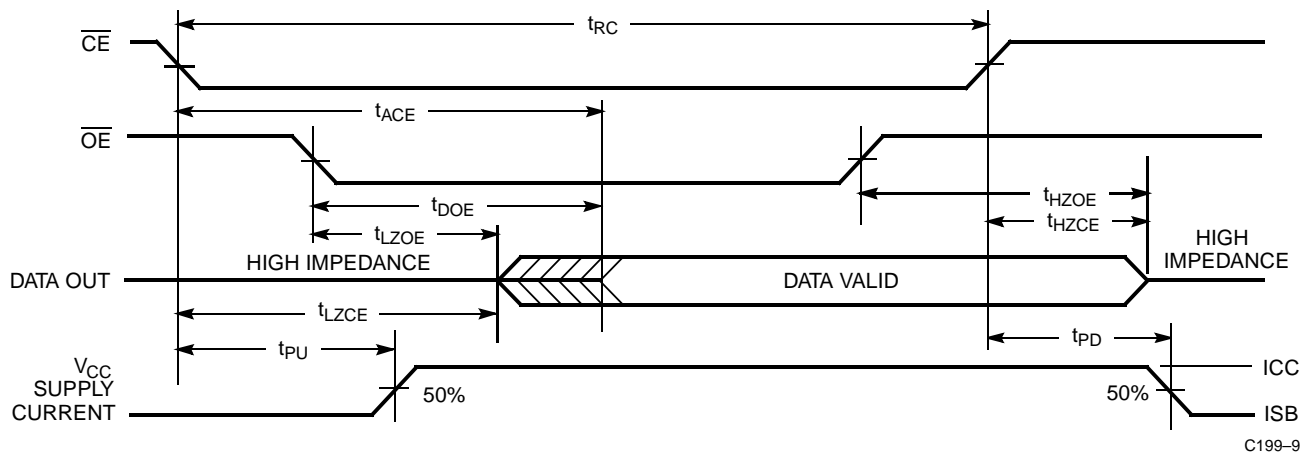 tRC
CE
tACE
OE
tHZOE
tDOE
tHZCE
tLZOE
HIGH IMPEDANCE
HIGH
IMPEDANCE
DATA OUT
DATA VALID
tLZCE
tPU
tPD
VCC
SUPPLY
CURRENT
50%
50%
ICC
ISB
C199–9